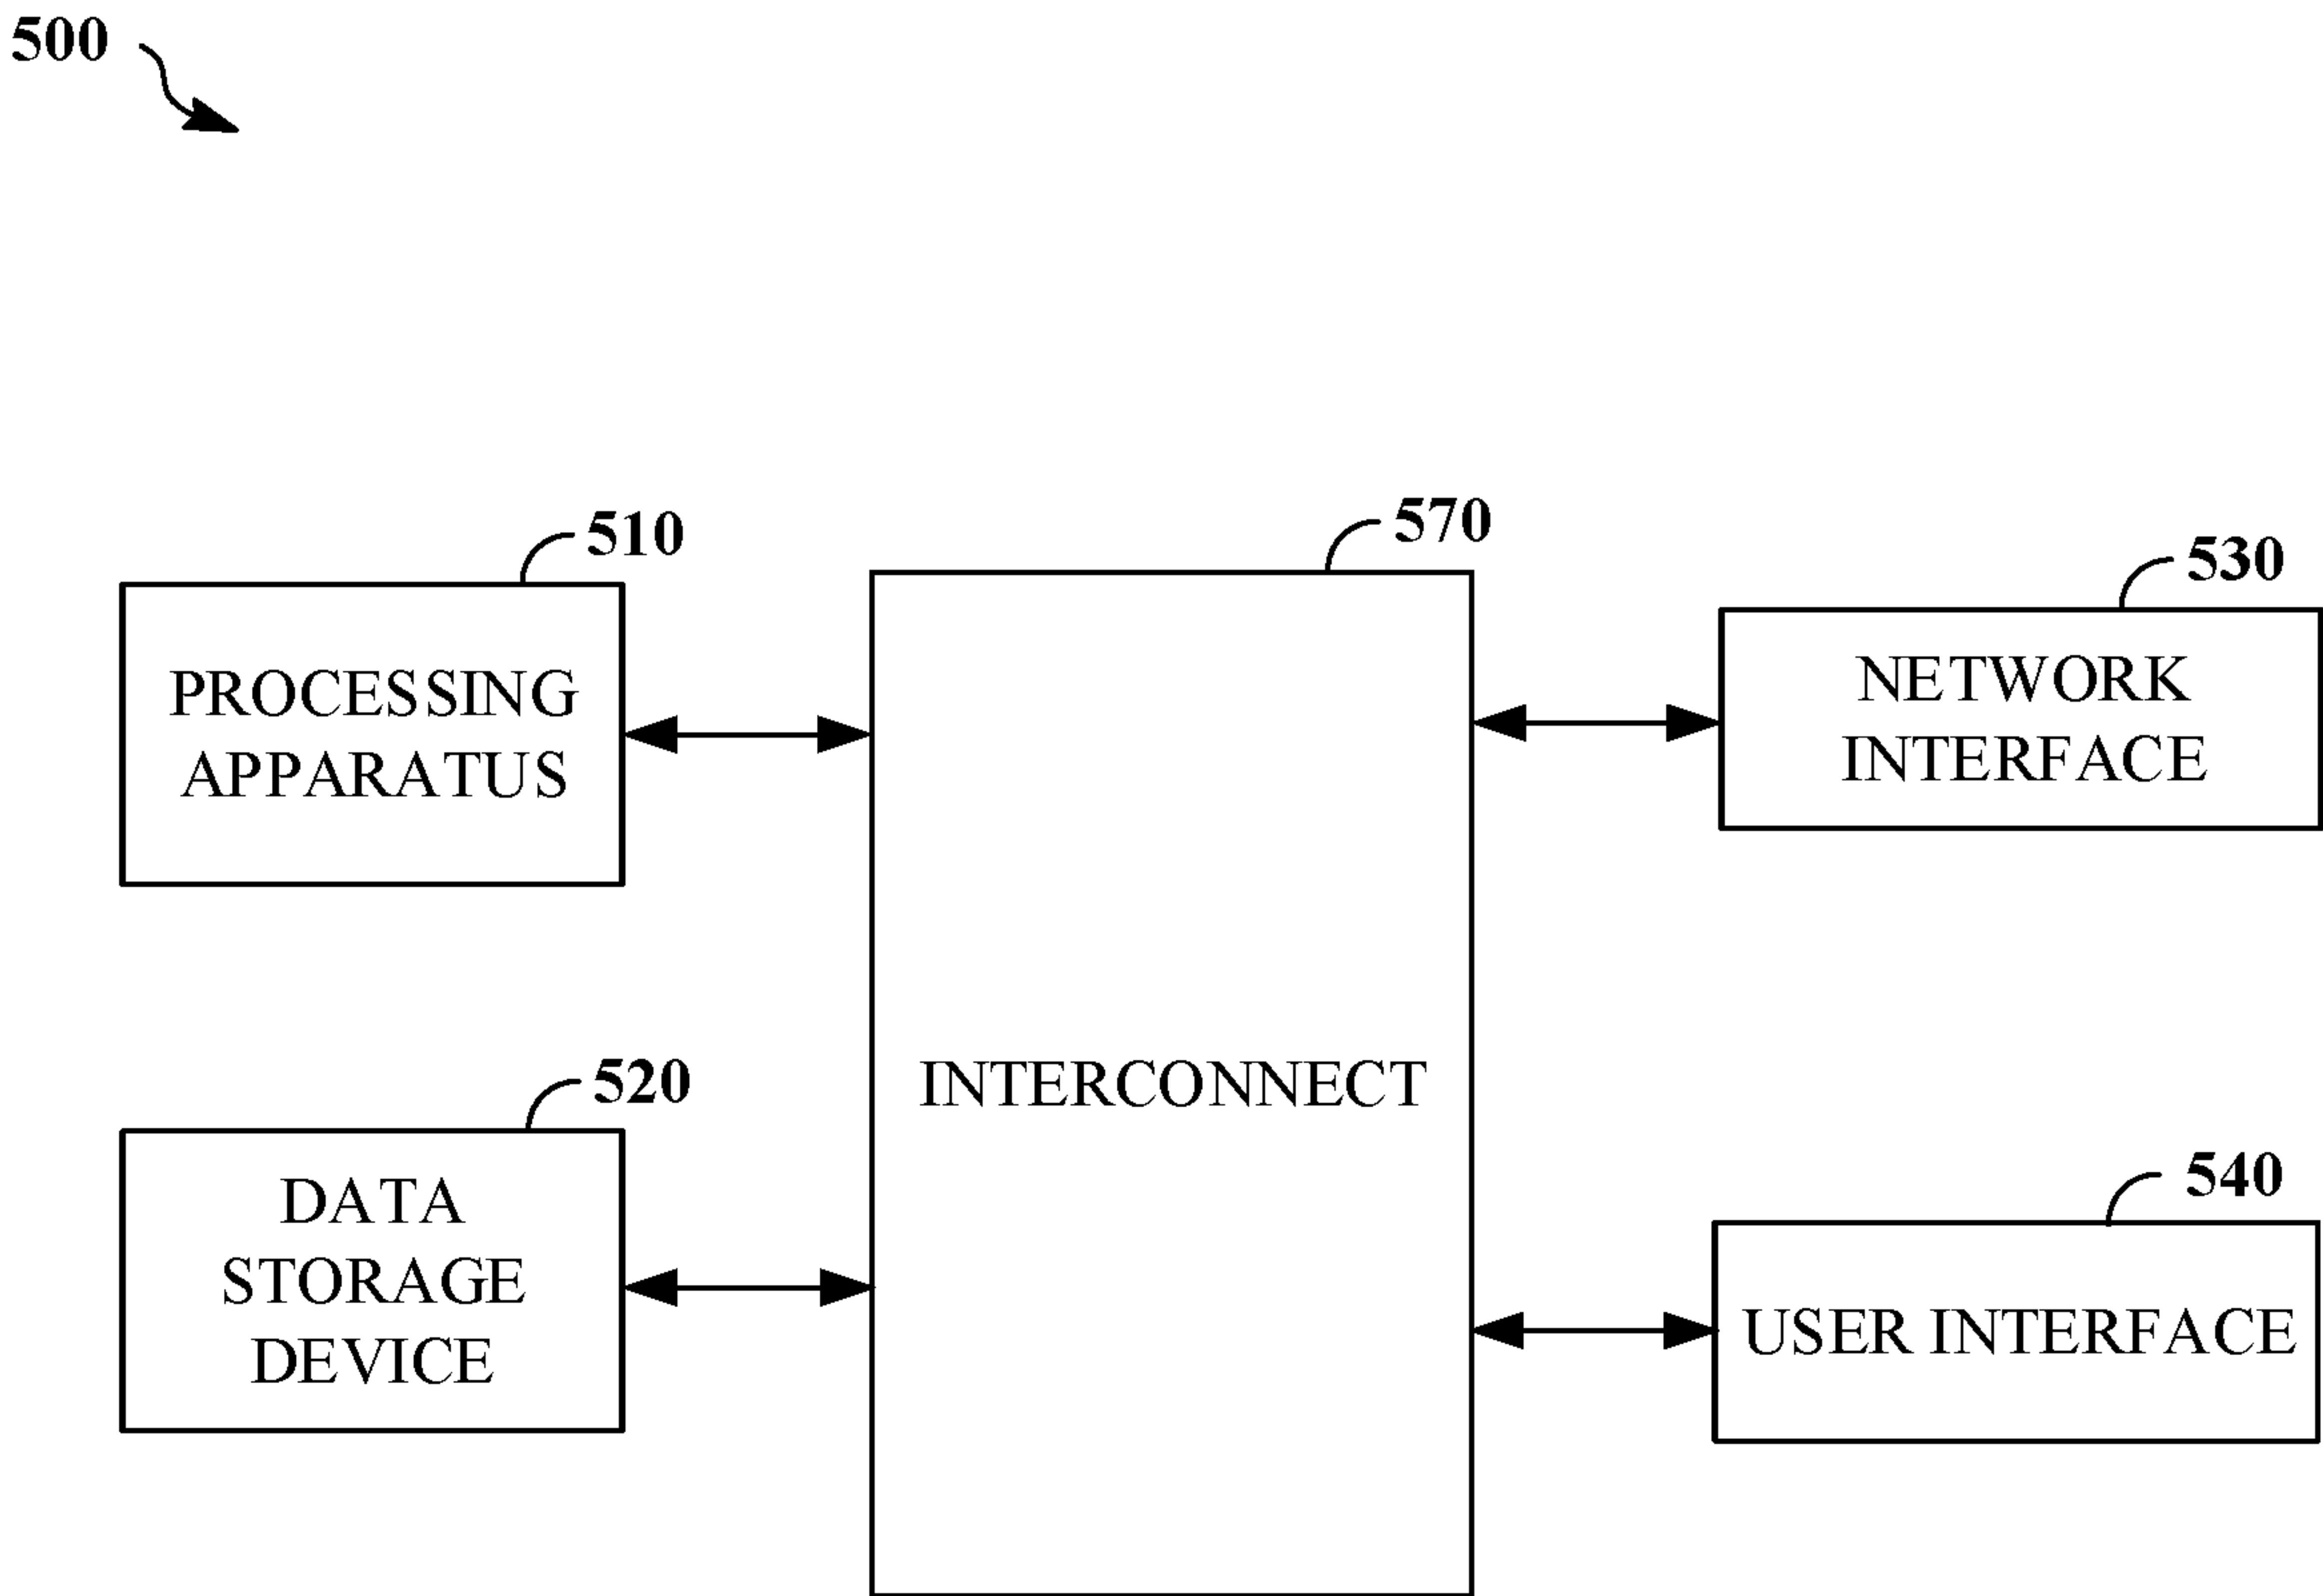 500
510
PROCESSING
APPARATUS
570
INTERCONNECT
530
NETWORK
INTERFACE
520
DATA
STORAGE
DEVICE
540
USER INTERFACE